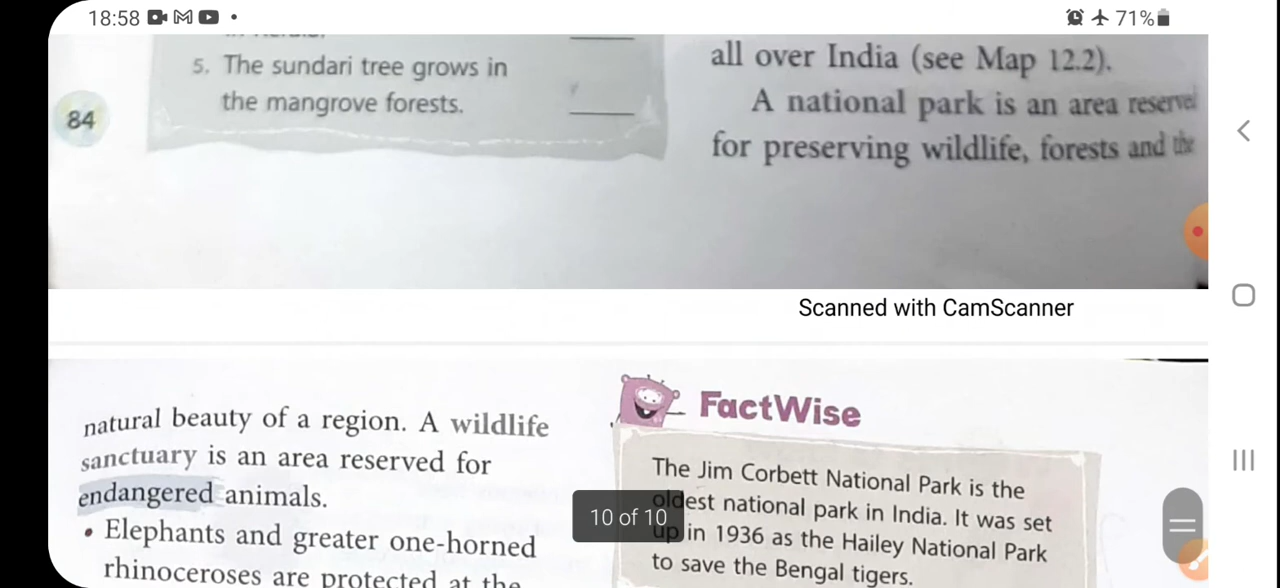 18:58
71%
5. The sundari tree grows in
the mangrove forests.
84
all over India (see Map 12.2).
A national park is an area reserved
for preserving wildlife, forests and the
Scanned with CamScanner
natural beauty of a region. A wildlife
sanctuary is an area reserved for
endangered animals.
• Elephants and greater one-horned
rhinoceroses are protected at the
FactWise
The Jim Corbett National Park is the
oldest national park in India. It was set
up in 1936 as the Hailey National Park
to save the Bengal tigers.
10 of 10